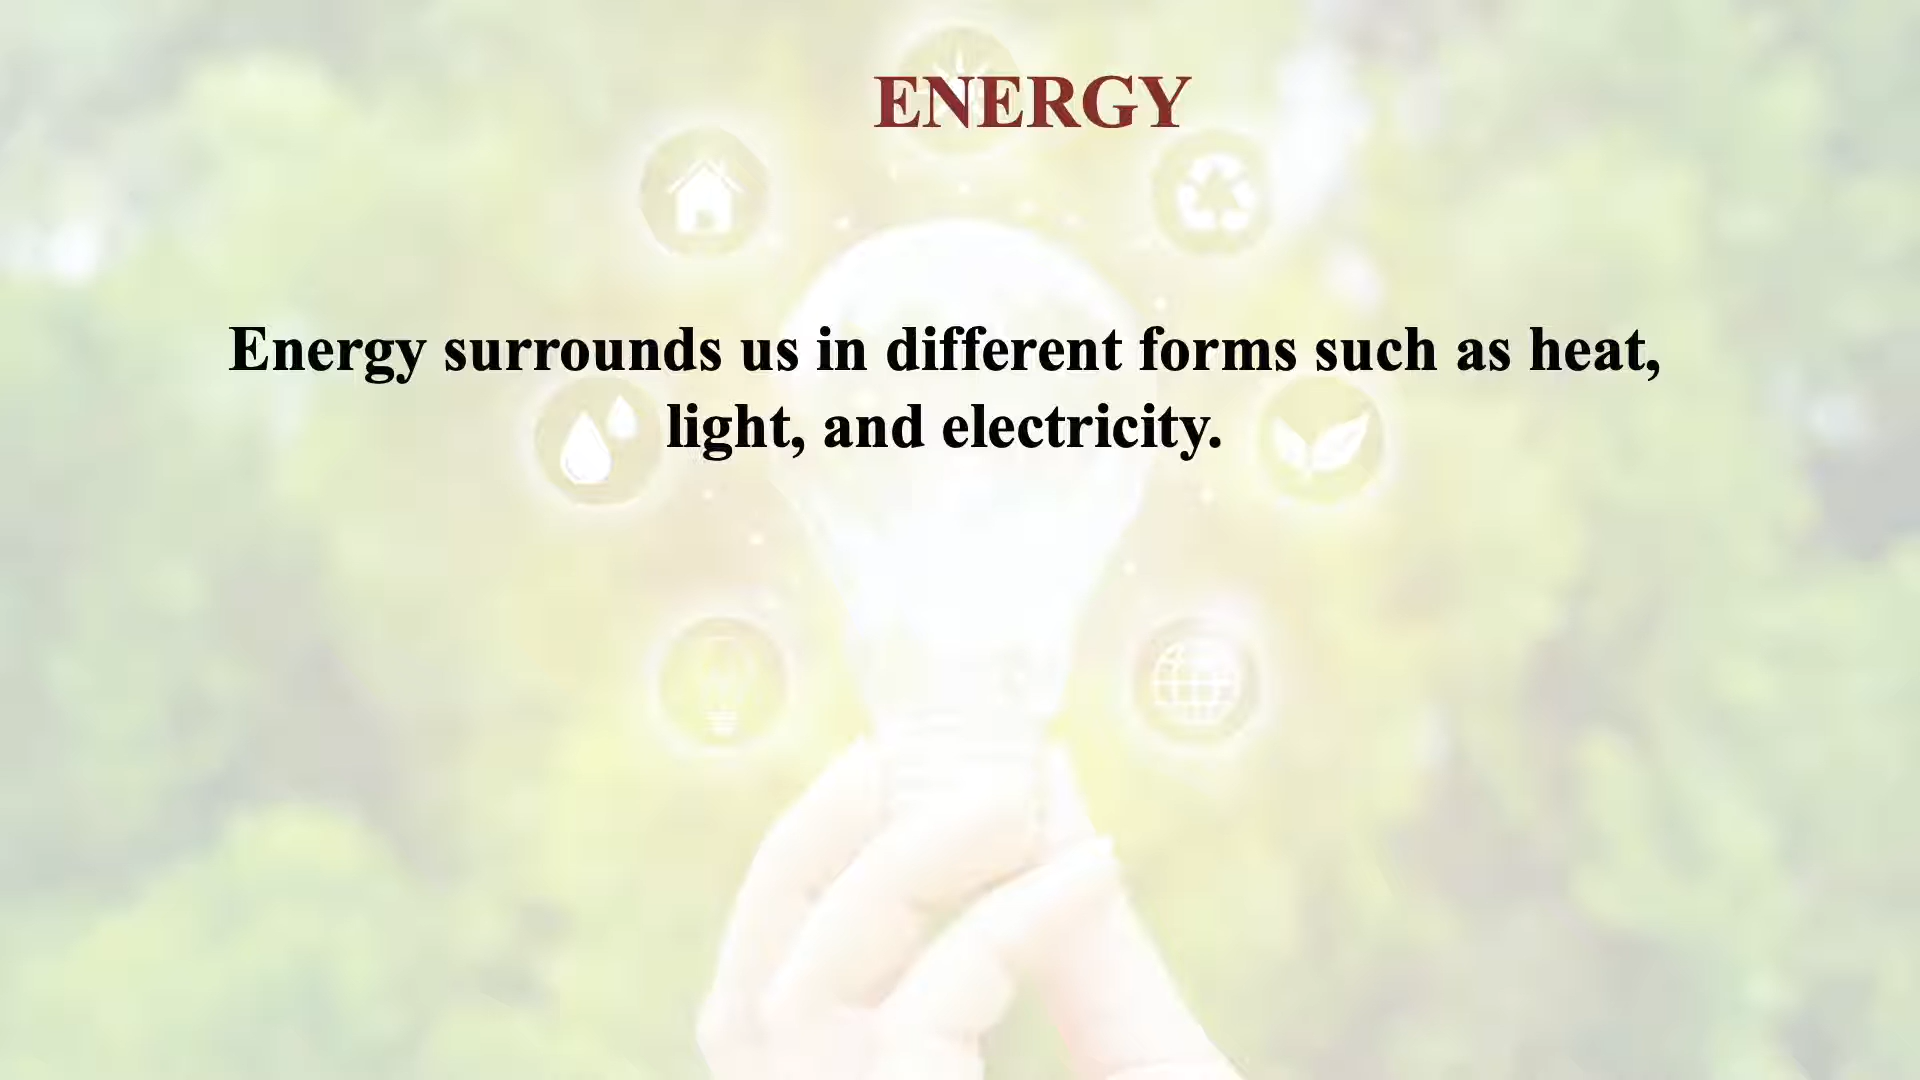 ENERGY
Energy surrounds us in different forms such as heat,
light, and electricity.